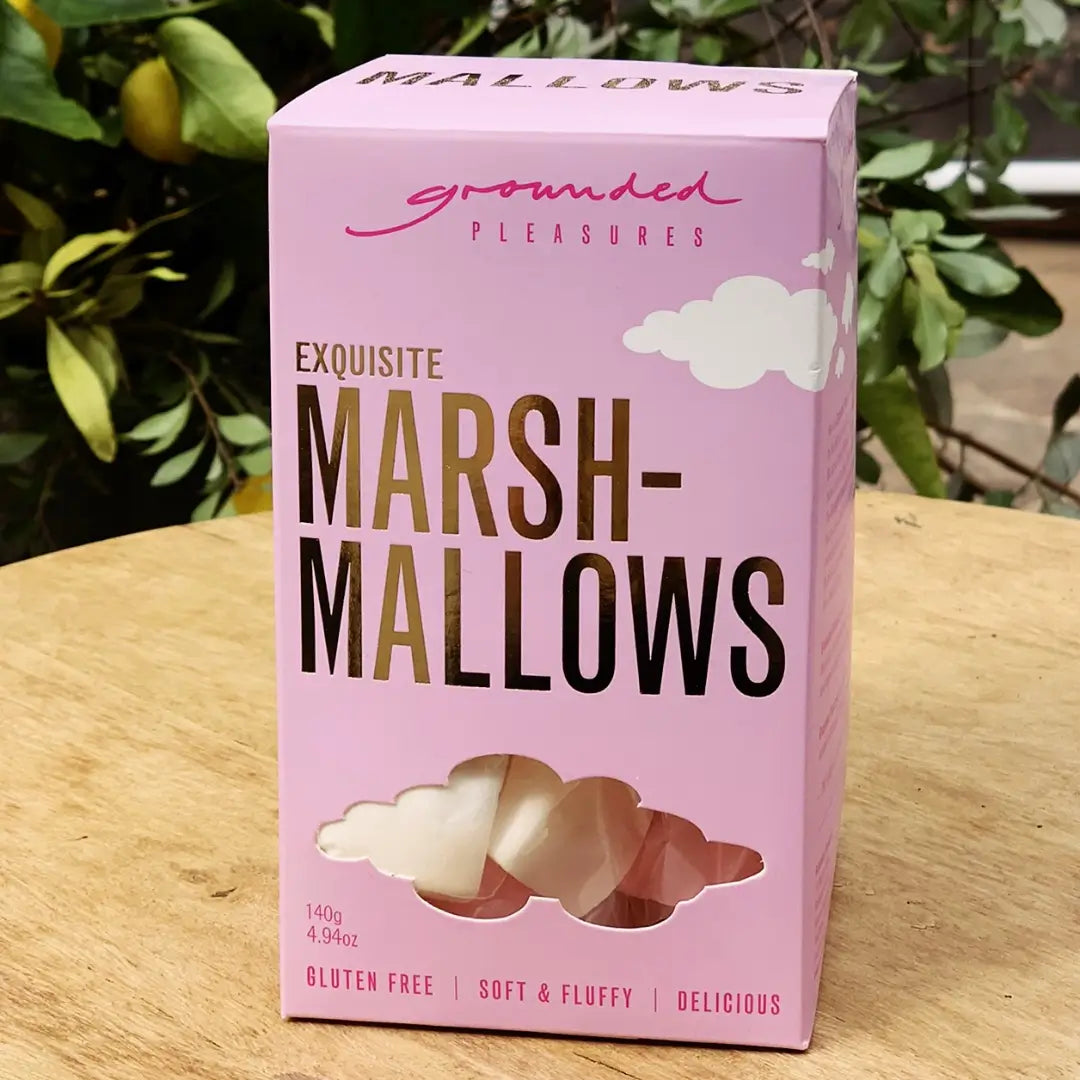 MALLOWS
grounded
PLEASURES
EXQUISITE
MARSH-
MALLOWS
140g
4.94oz
GLUTEN FREE | SOFT & FLUFFY | DELICIOUS